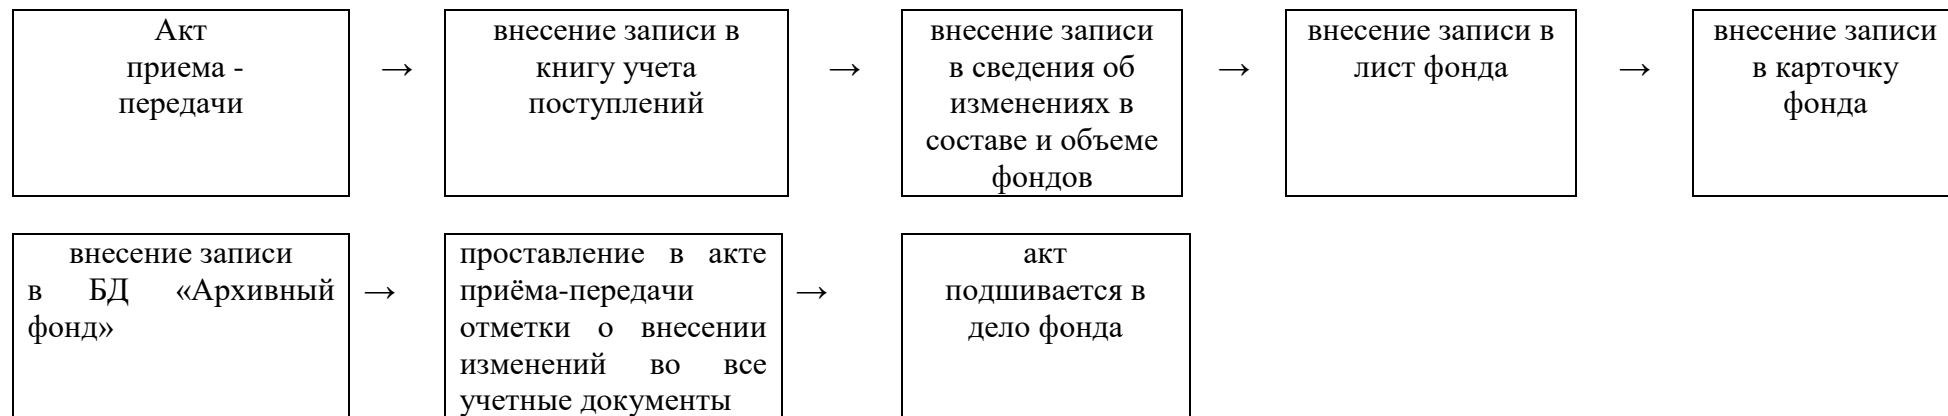 Акт
приема -
передачи
→
внесение записи в
книгу учета
поступлений
→
внесение записи
в сведения об
изменениях в
составе и объеме
фондов
→
внесение записи в
лист фонда
→
внесение записи
в карточку
фонда
внесение записи
в БД «Архивный
фонд»
→
проставление в акте
приёма-передачи
отметки о внесении
изменений во все
учетные документы
→
акт
подшивается в
дело фонда